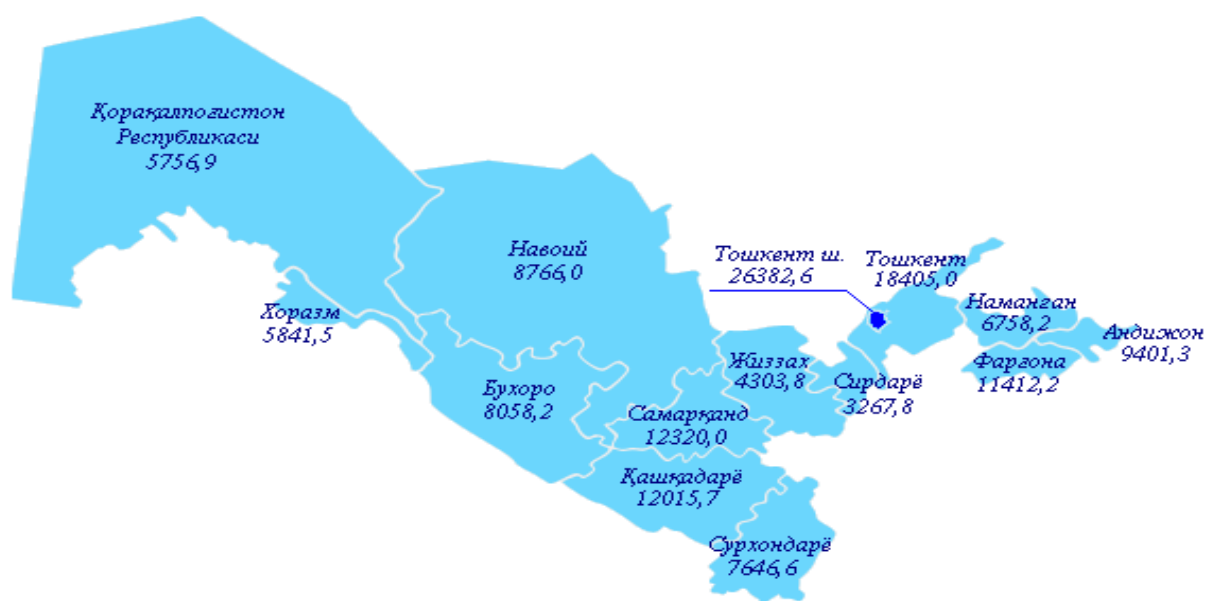 Қорақалпоғистон
Республикаси
5756,9
Навоий
8766,0
Тошкент ш.
26382,6
Тошкент
18405,0
Наманган
6758,2
Андижон
9401,3
Хоразм
5841,5
Жиззах
4303,8
Фарғона
11412,2
Бухоро
8058,2
Сирдарё
3267,8
Самарқанд
12320,0
Қашқадарё
12015,7
Сурхондарё
7646,6